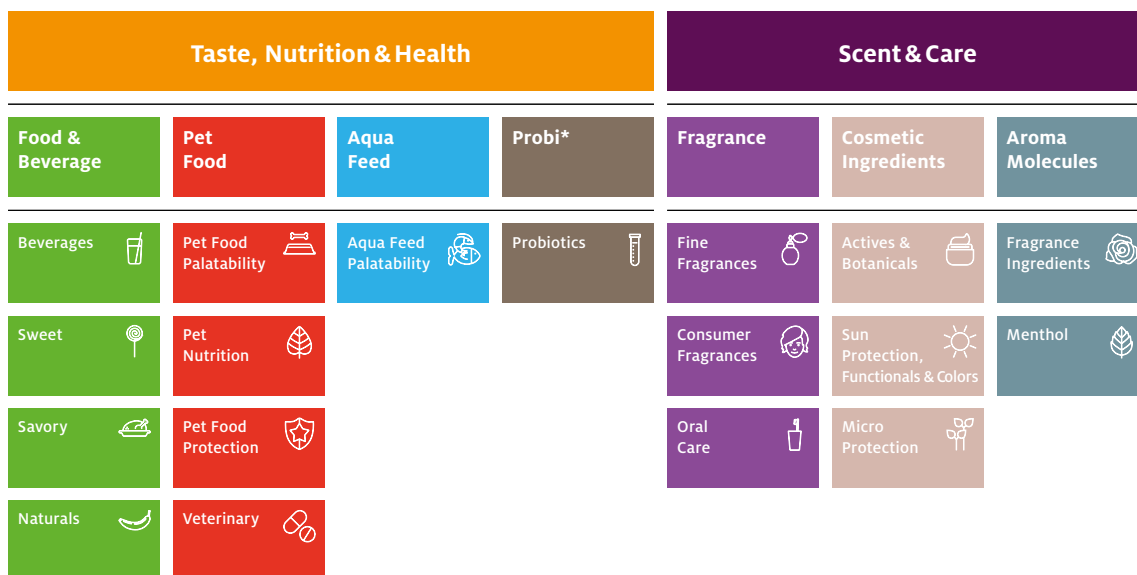 Taste, Nutrition & Health
Scent & Care
Food &
Beverage
Pet
Food
Aqua
Feed
Probi*
Fragrance
Cosmetic
Ingredients
Aroma
Molecules
Beverages
Pet Food
Palatability
Aqua Feed
Palatability
Probiotics
Fine
Fragrances
Actives &
Botanicals
Fragrance
Ingredients
Sweet
Pet
Nutrition
Consumer
Fragrances
Sun
Protection,
Functionals & Colors
Menthol
Savory
Pet Food
Protection
Oral
Care
Micro
Protection
Naturals
Veterinary